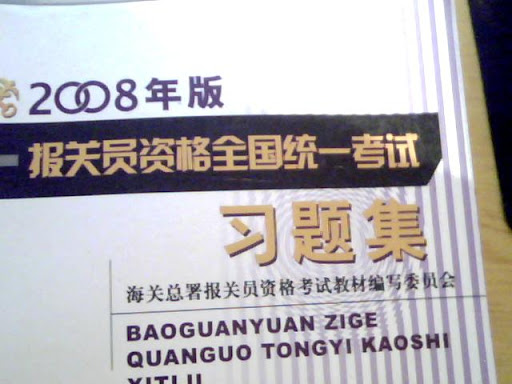 2008年版
报关员资格全国统一考试
习题集
海关总署报关员资格考试教材编写委员会
BAOGUANYUAN ZIGE
QUANGUO TONGYI KAOSHI